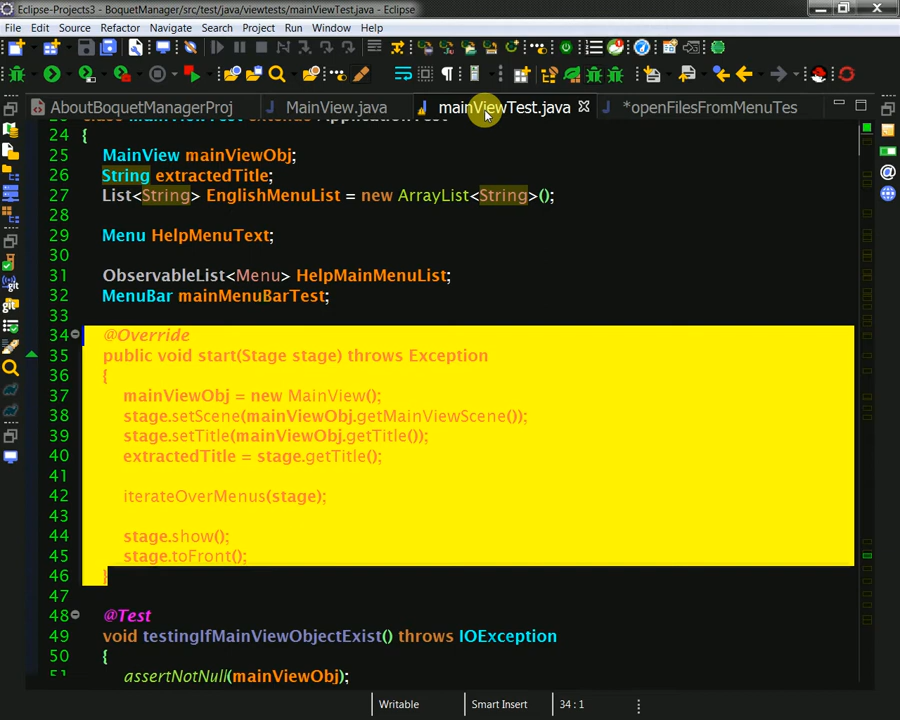 Eclipse-Projects3 - BoquetManager/src/test/java/viewtests/mainViewTest.java - Eclipse
File Edit Source Refactor Navigate Search Project Run Window Help
AboutBoquetManagerProj MainView.java mainViewTest.java *openFilesFromMenuTes
24 {
25 MainView mainViewObj;
26 String extractedTitle;
27 List<String> EnglishMenuList = new ArrayList<String>();
28
29 Menu HelpMenuText;
30
31 ObservableList<Menu> HelpMainMenuList;
32 MenuBar mainMenuBarTest;
33
34 @Override
35 public void start(Stage stage) throws Exception
36 {
37 mainViewObj = new MainView();
38 stage.setScene(mainViewObj.getMainViewScene());
39 stage.setTitle(mainViewObj.getTitle());
40 extractedTitle = stage.getTitle();
41
42 iterateOverMenus(stage);
43
44 stage.show();
45 stage.toFront();
46 }
47
48 @Test
49 void testingIfMainViewObjectExist() throws IOException
50 {
51 assertNotNull(mainViewObj);
Writable Smart Insert 34 : 1